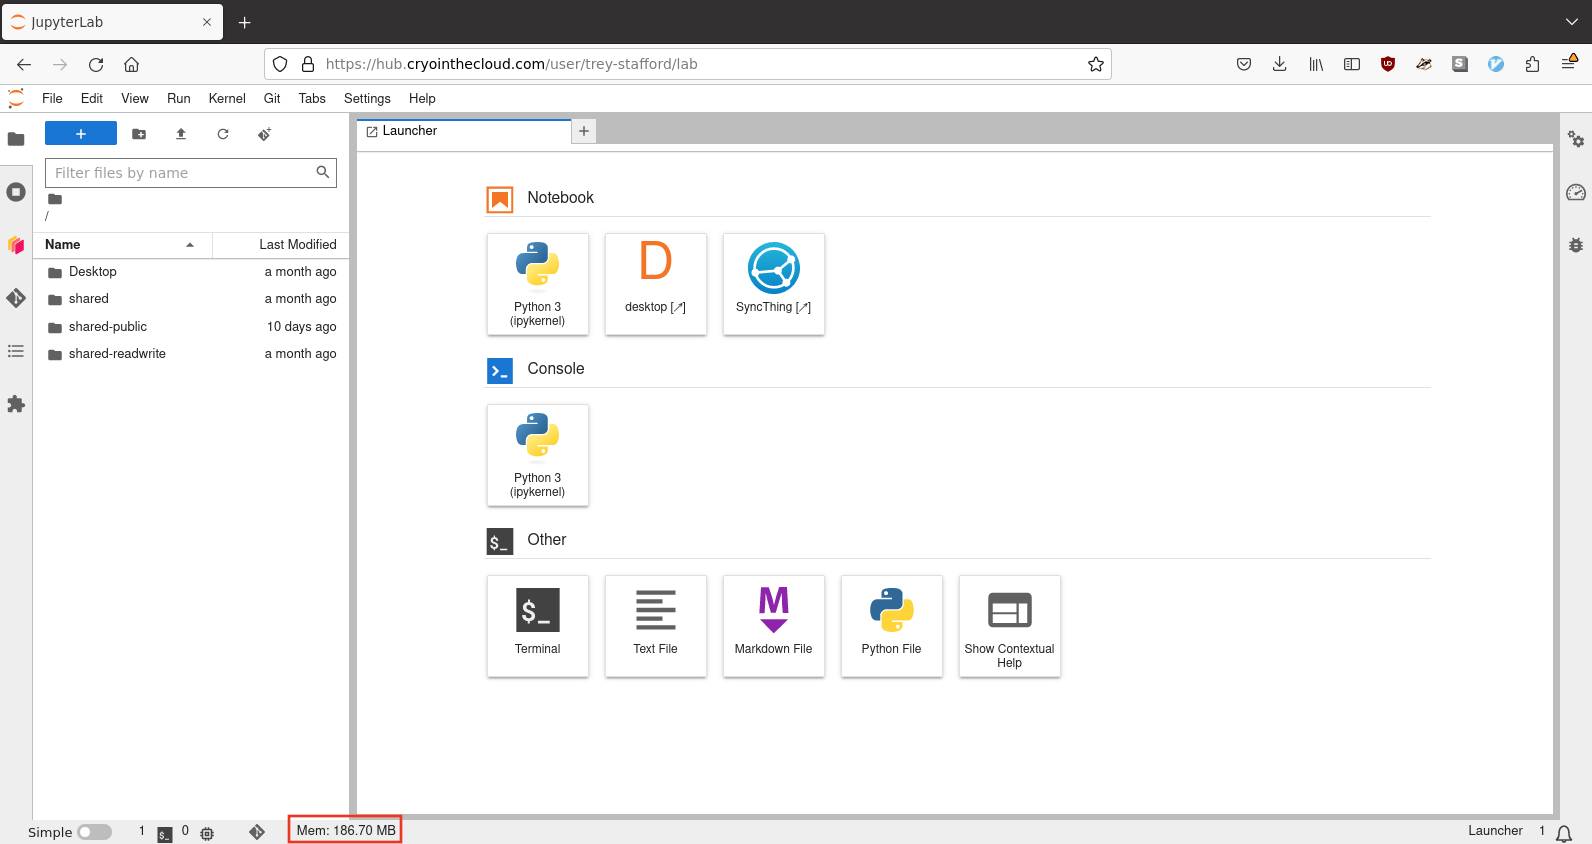 JupyterLab
https://hub.cryointhecloud.com/user/trey-stafford/lab
File Edit View Run Kernel Git Tabs Settings Help
+
Launcher
Filter files by name
/
Name Last Modified
Desktop a month ago
shared a month ago
shared-public 10 days ago
shared-readwrite a month ago
Notebook
Python 3
(ipykernel)
D
desktop [↗]
SyncThing [↗]
Console
Python 3
(ipykernel)
$_
Other
$_
Terminal
Text File
M
Markdown File
Python File
Show Contextual
Help
Simple 1 $_ 0 Mem: 186.70 MB Launcher 1